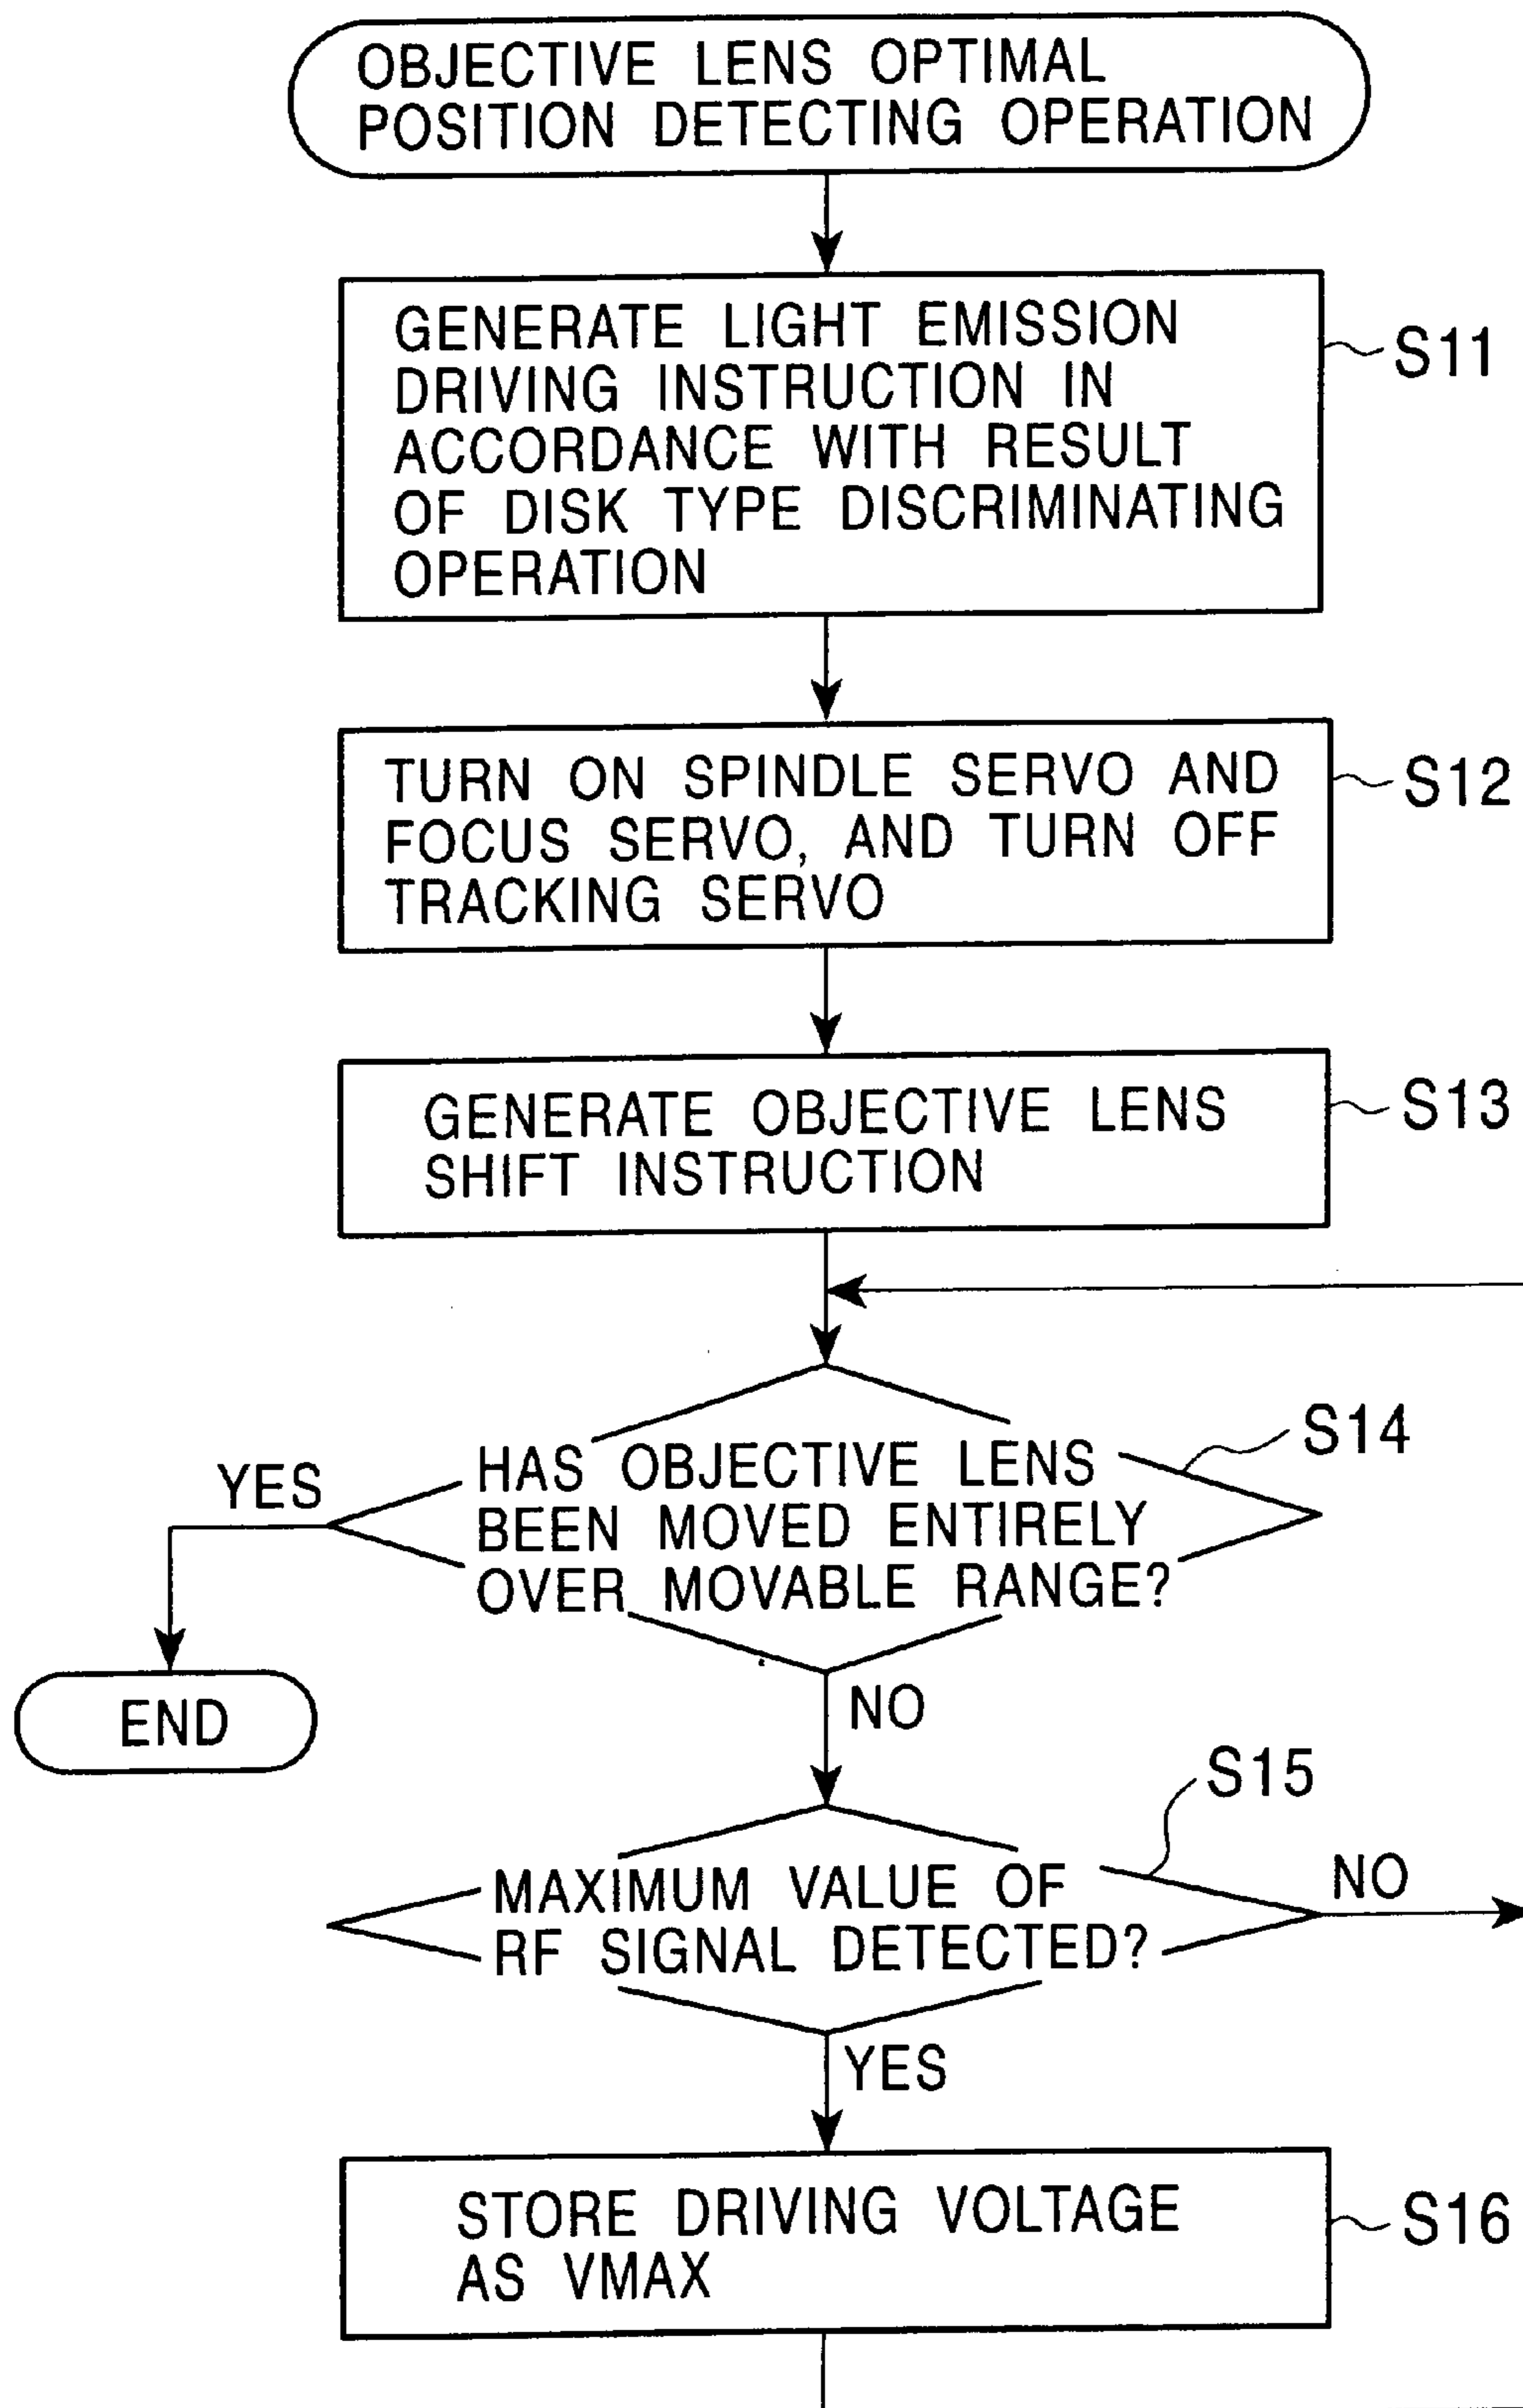 OBJECTIVE LENS OPTIMAL
POSITION DETECTING OPERATION
GENERATE LIGHT EMISSION
DRIVING INSTRUCTION IN
ACCORDANCE WITH RESULT
OF DISK TYPE DISCRIMINATING
OPERATION
S11
TURN ON SPINDLE SERVO AND
FOCUS SERVO, AND TURN OFF
TRACKING SERVO
S12
GENERATE OBJECTIVE LENS
SHIFT INSTRUCTION
S13
S14
HAS OBJECTIVE LENS
BEEN MOVED ENTIRELY
OVER MOVABLE RANGE?
YES
END
NO
S15
MAXIMUM VALUE OF
RF SIGNAL DETECTED?
NO
YES
STORE DRIVING VOLTAGE
AS VMAX
S16